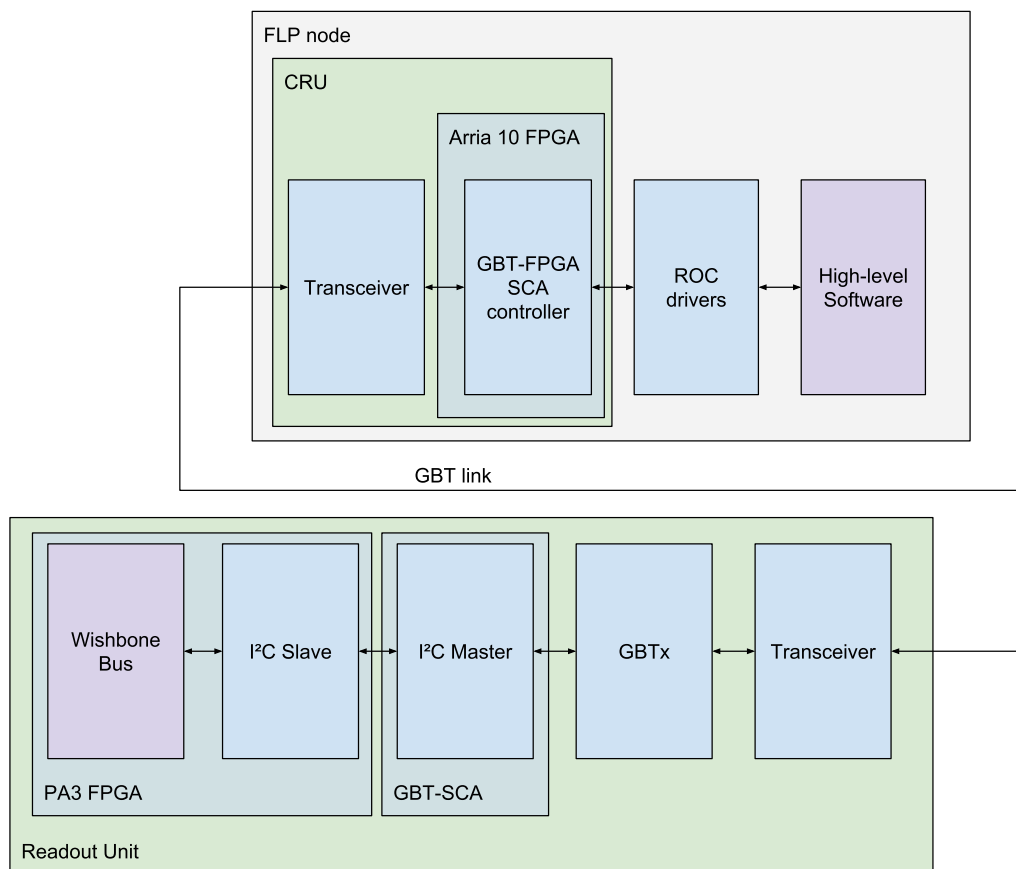 FLP node
CRU
Arria 10 FPGA
Transceiver
GBT-FPGA
SCA
controller
ROC
drivers
High-level
Software
GBT link
Wishbone
Bus
I²C Slave
I²C Master
GBTx
Transceiver
PA3 FPGA
GBT-SCA
Readout Unit